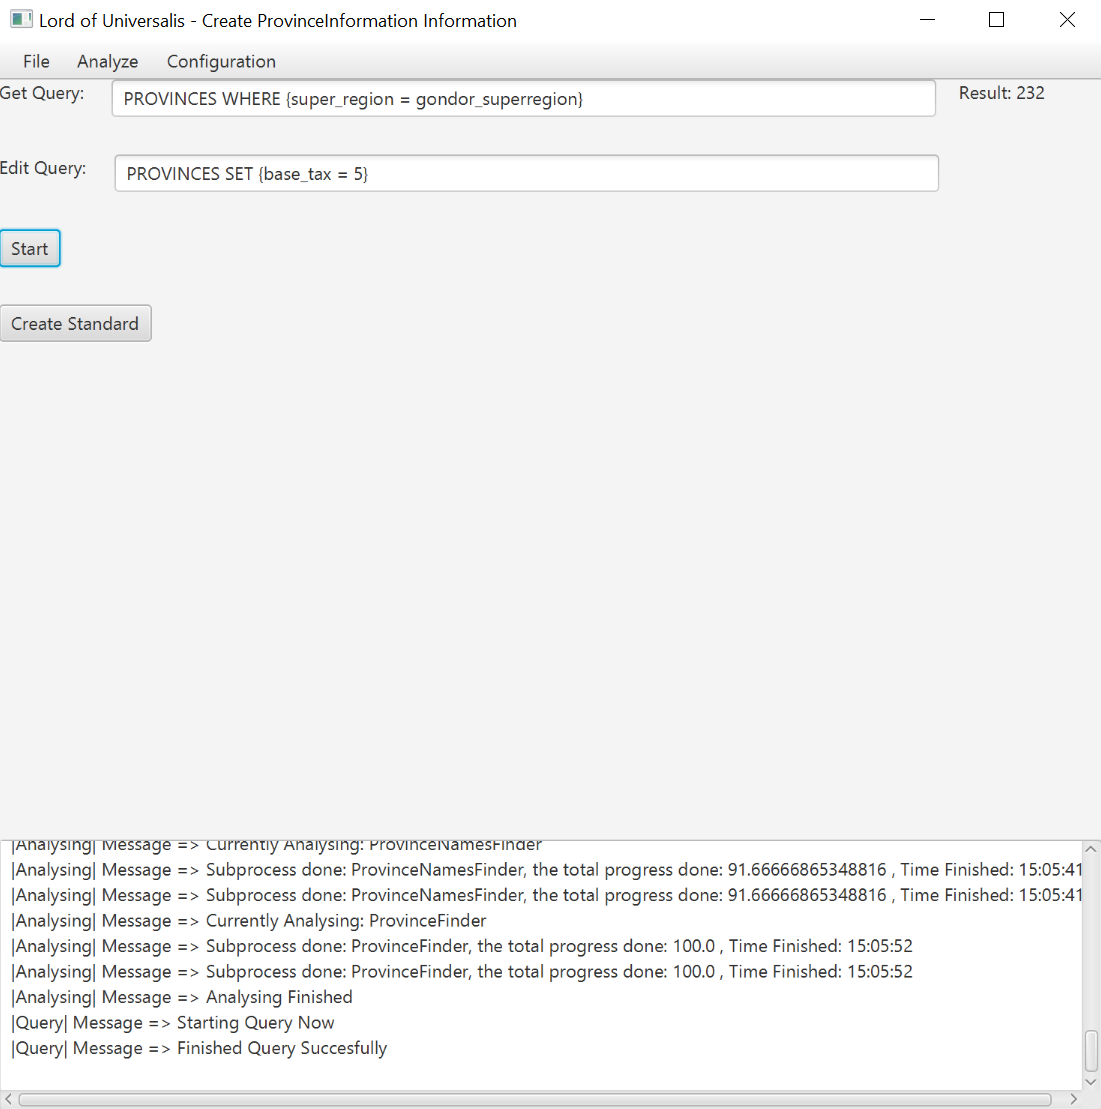 Lord of Universalis - Create ProvinceInformation Information
File Analyze Configuration
Get Query: PROVINCES WHERE {super_region = gondor_superregion} Result: 232
Edit Query: PROVINCES SET {base_tax = 5}
Start
Create Standard
|Analysing| Message => Currently Analysing: ProvinceNamesFinder
|Analysing| Message => Subprocess done: ProvinceNamesFinder, the total progress done: 91.66666865348816 , Time Finished: 15:05:41
|Analysing| Message => Subprocess done: ProvinceNamesFinder, the total progress done: 91.66666865348816 , Time Finished: 15:05:41
|Analysing| Message => Currently Analysing: ProvinceFinder
|Analysing| Message => Subprocess done: ProvinceFinder, the total progress done: 100.0 , Time Finished: 15:05:52
|Analysing| Message => Subprocess done: ProvinceFinder, the total progress done: 100.0 , Time Finished: 15:05:52
|Analysing| Message => Analysing Finished
|Query| Message => Starting Query Now
|Query| Message => Finished Query Succesfully